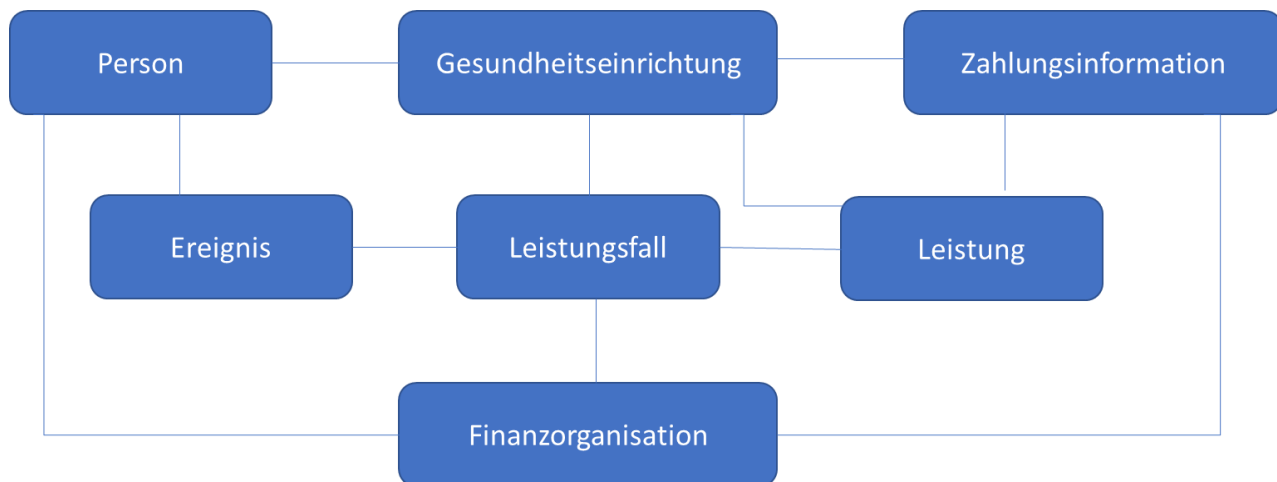 Person
Gesundheitseinrichtung
Zahlungsinformation
Ereignis
Leistungsfall
Leistung
Finanzorganisation